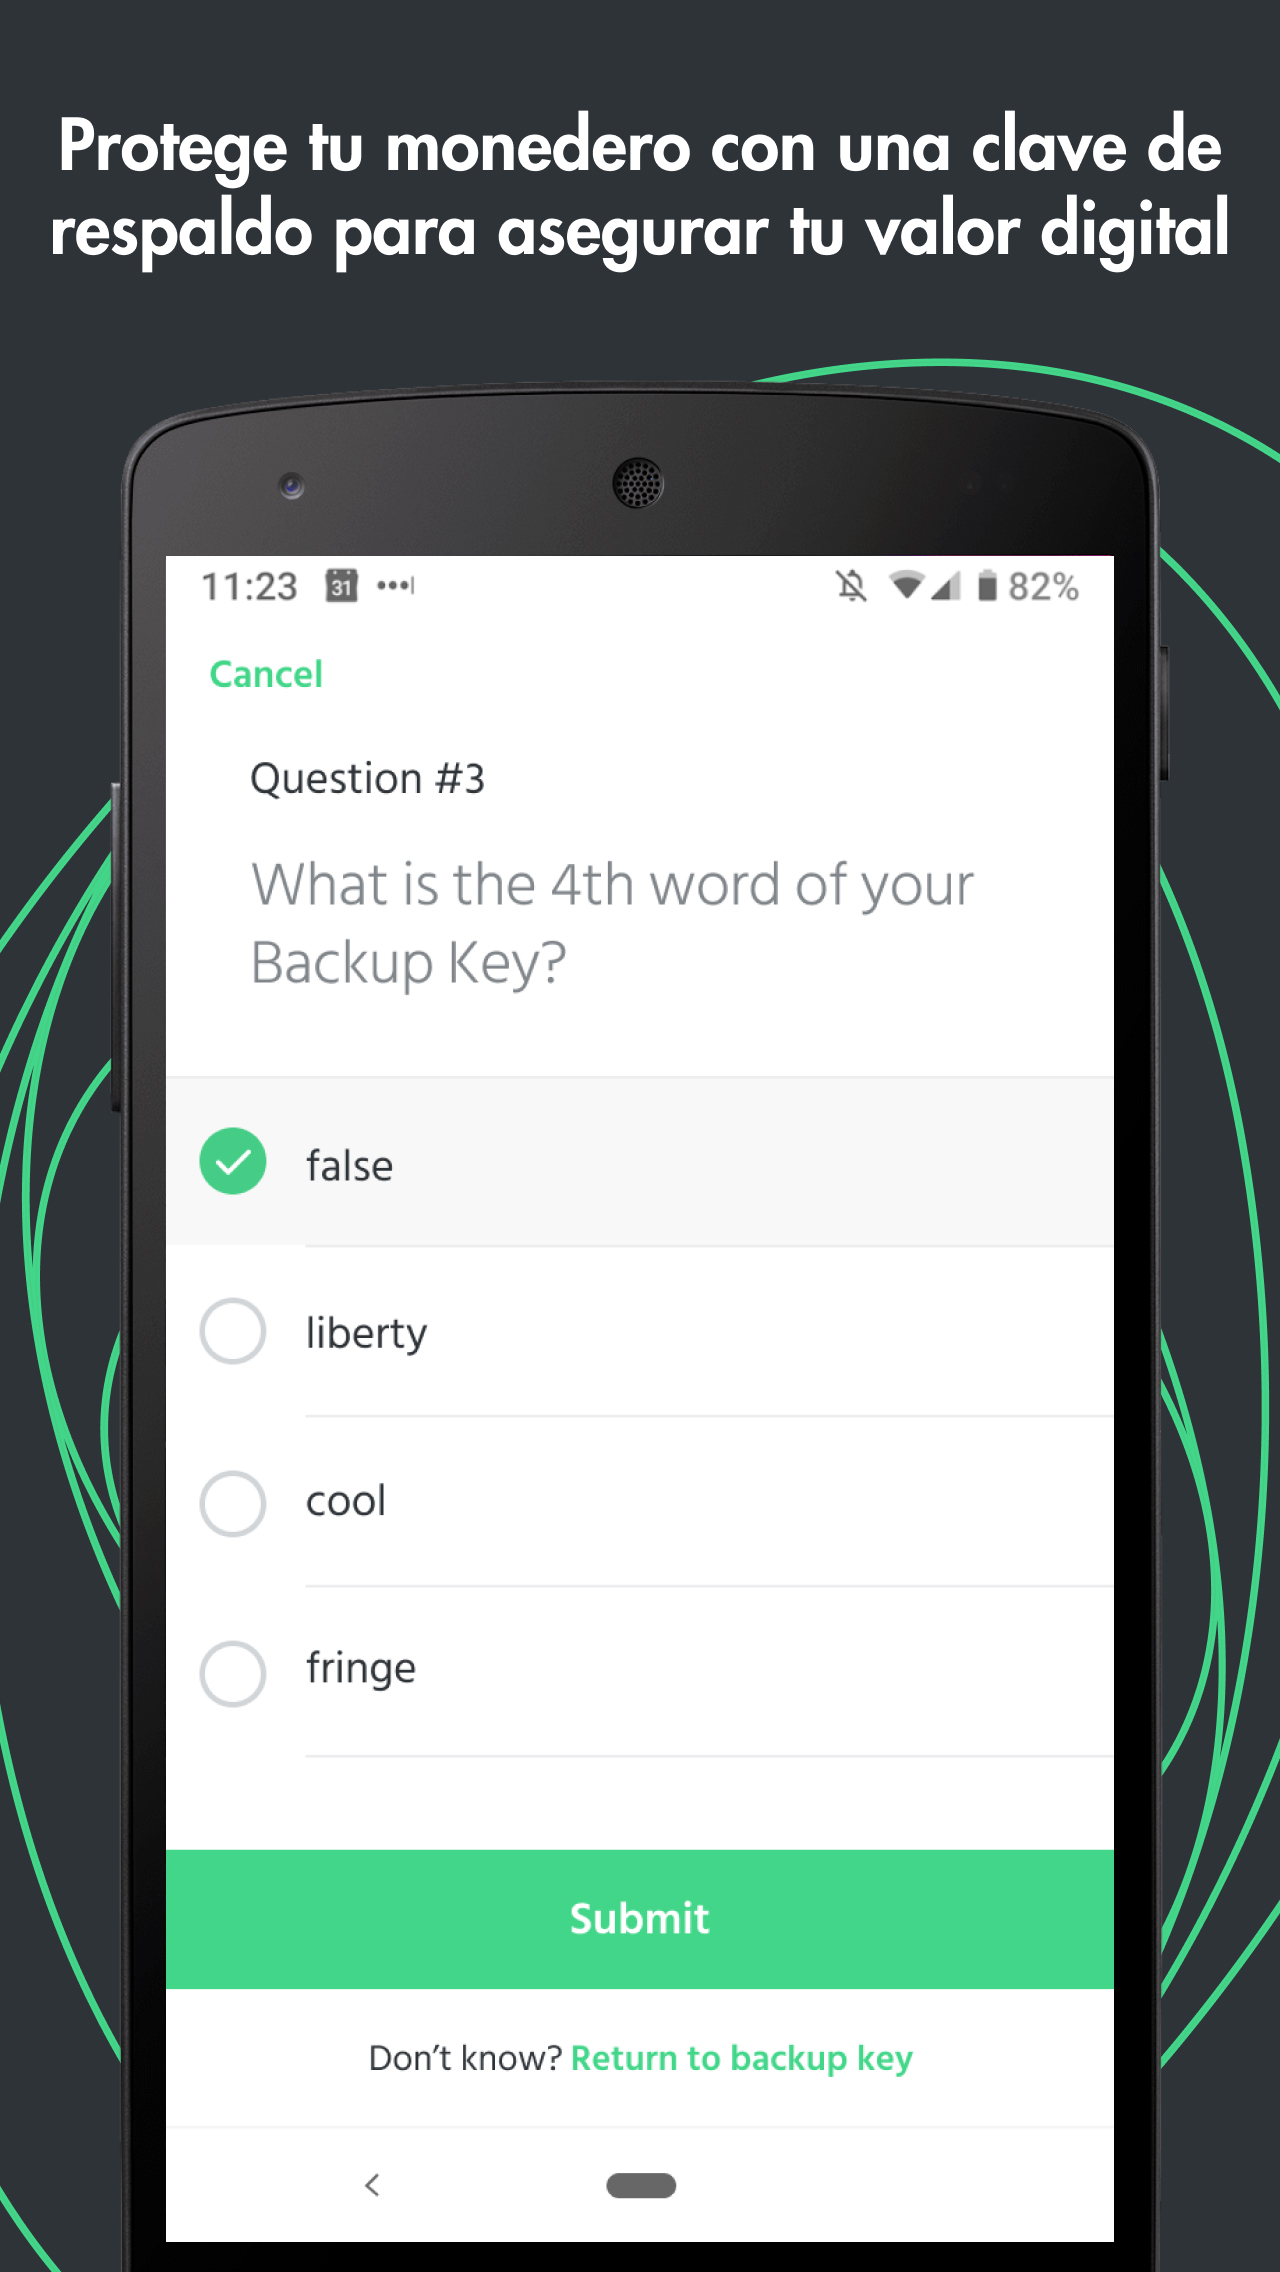 Protege tu monedero con una clave de
respaldo para asegurar tu valor digital
11:23 31 82%
Cancel
Question #3
What is the 4th word of your
Backup Key?
false
liberty
cool
fringe
Submit
Don't know? Return to backup key